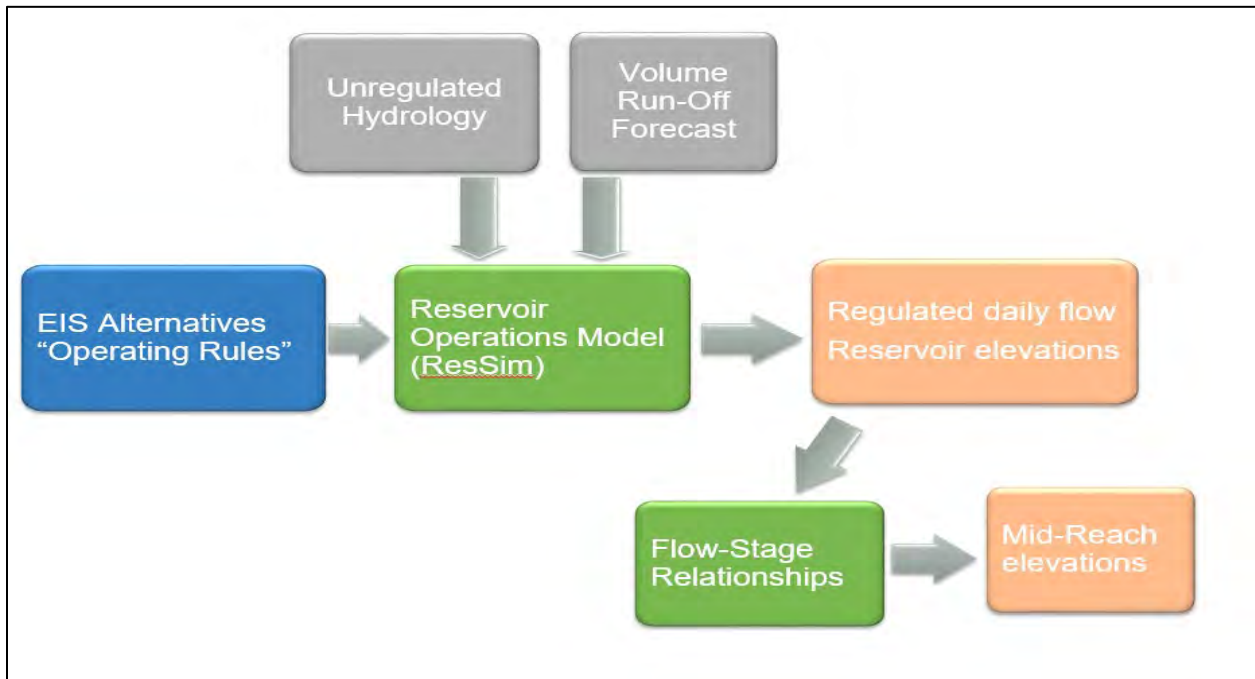 Unregulated
Hydrology
Volume
Run-Off
Forecast
EIS Alternatives
“Operating Rules”
Reservoir
Operations Model
(ResSim)
Regulated daily flow
Reservoir elevations
Flow-Stage
Relationships
Mid-Reach
elevations